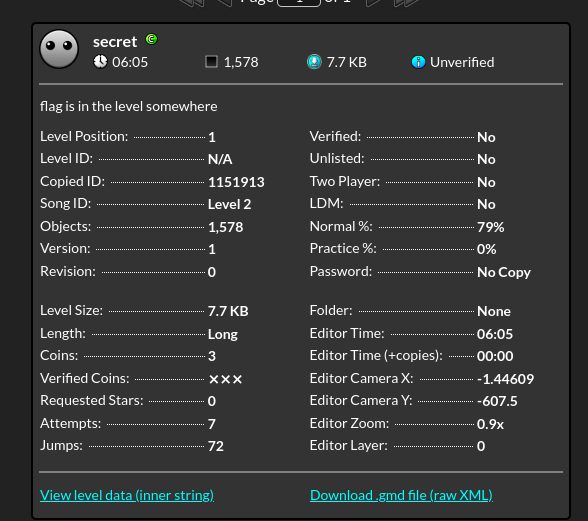 Page 1 of 1
secret
06:05 1,578 7.7 KB Unverified
flag is in the level somewhere
Level Position: 1 Verified: No
Level ID: N/A Unlisted: No
Copied ID: 1151913 Two Player: No
Song ID: Level 2 LDM: No
Objects: 1,578 Normal %: 79%
Version: 1 Practice %: 0%
Revision: 0 Password: No Copy
Level Size: 7.7 KB Folder: None
Length: Long Editor Time: 06:05
Coins: 3 Editor Time (+copies): 00:00
Verified Coins: ××× Editor Camera X: -1.44609
Requested Stars: 0 Editor Camera Y: -607.5
Attempts: 7 Editor Zoom: 0.9x
Jumps: 72 Editor Layer: 0
View level data (inner string) Download .gmd file (raw XML)